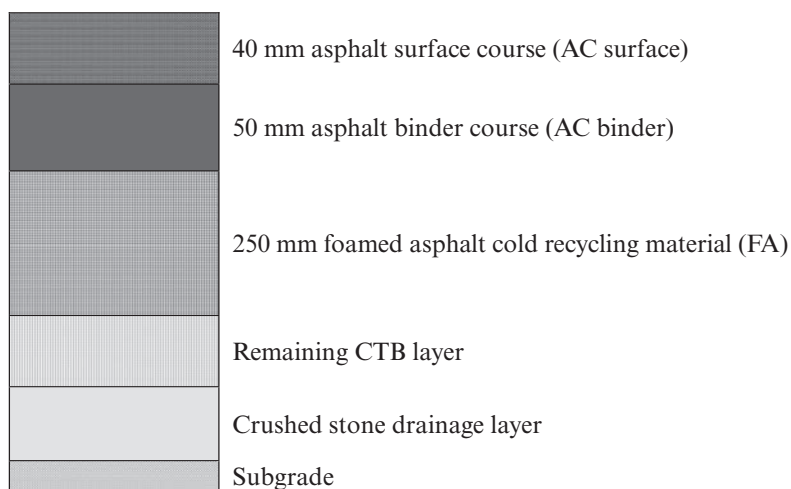 40 mm asphalt surface course (AC surface)
50 mm asphalt binder course (AC binder)
250 mm foamed asphalt cold recycling material (FA)
Remaining CTB layer
Crushed stone drainage layer
Subgrade